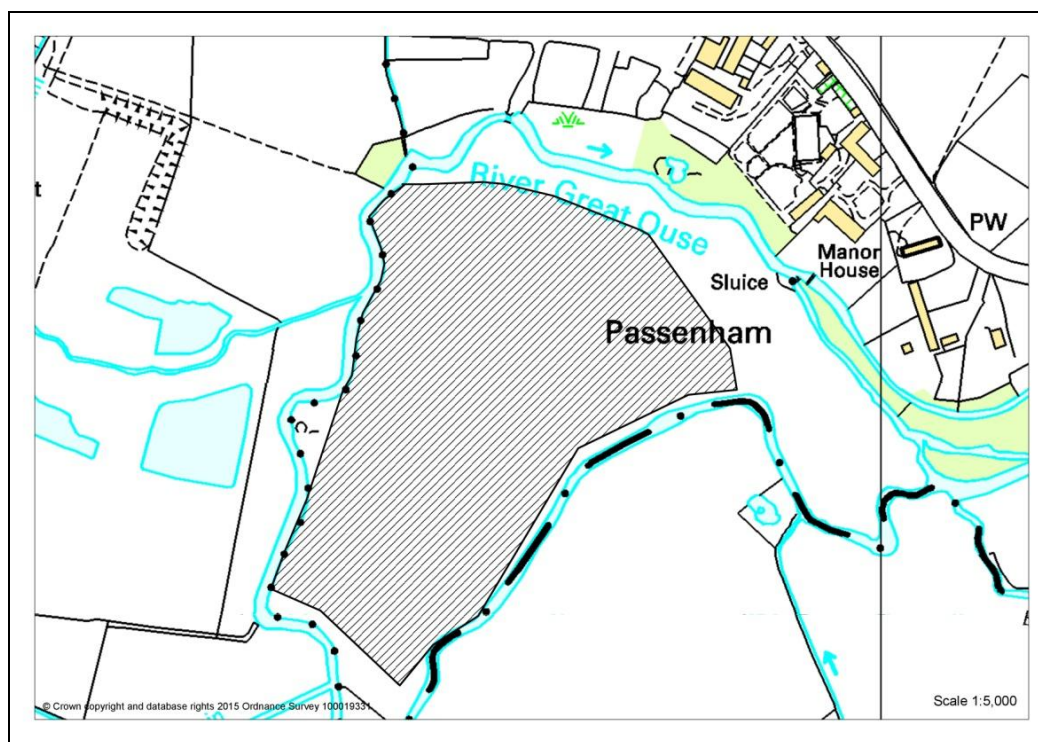 River Great Ouse
PW
Manor
House
Sluice
Passenham
© Crown copyright and database rights 2015 Ordnance Survey 100019331
Scale 1:5,000